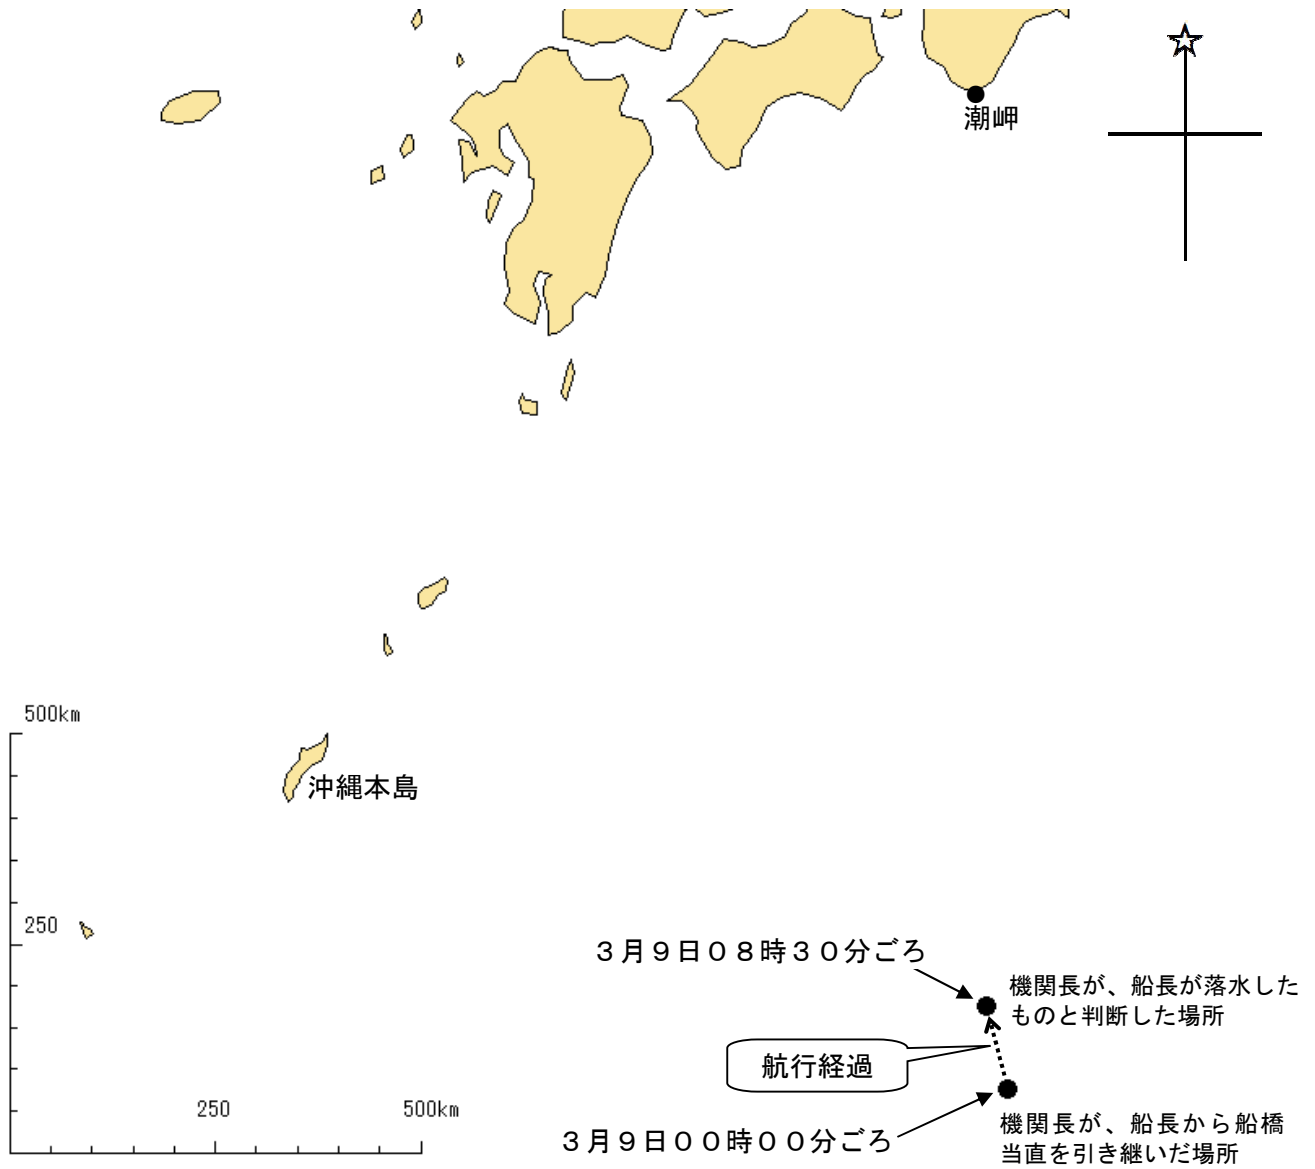 潮岬
500km
沖縄本島
250
３月９日０８時３０分ごろ
機関長が、船長が落水した
ものと判断した場所
航行経過
250
500km
３月９日００時００分ごろ
機関長が、船長から船橋
当直を引き継いだ場所